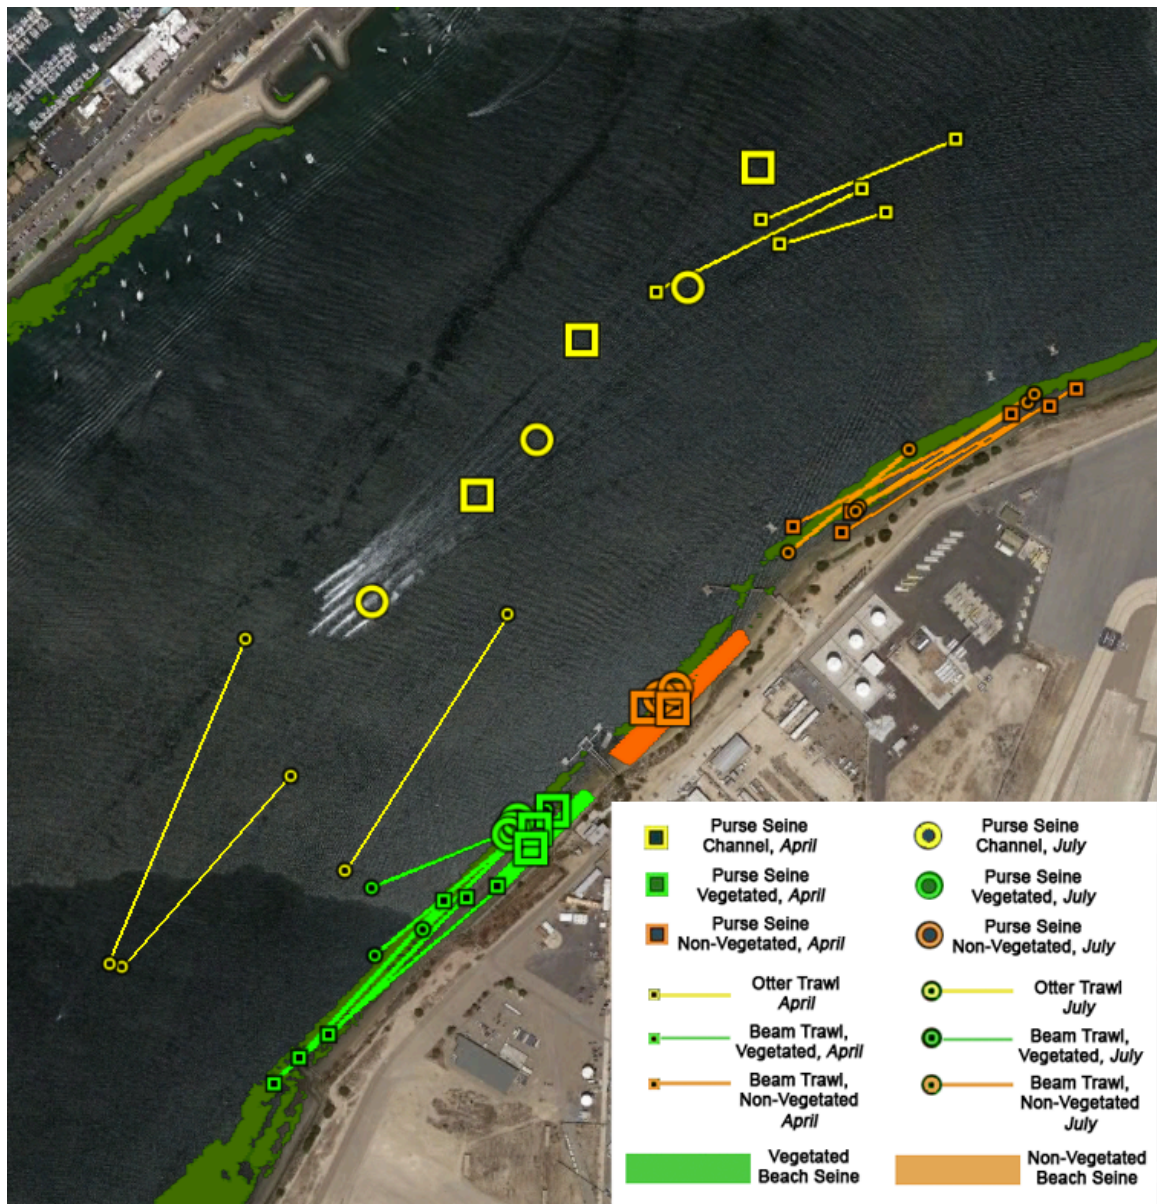 Purse Seine
Channel, April
Purse Seine
Channel, July
Purse Seine
Vegetated, April
Purse Seine
Vegetated, July
Purse Seine
Non-Vegetated, April
Purse Seine
Non-Vegetated, July
Otter Trawl
April
Otter Trawl
July
Beam Trawl,
Vegetated, April
Beam Trawl,
Vegetated, July
Beam Trawl,
Non-Vegetated
April
Beam Trawl,
Non-Vegetated
July
Vegetated
Beach Seine
Non-Vegetated
Beach Seine